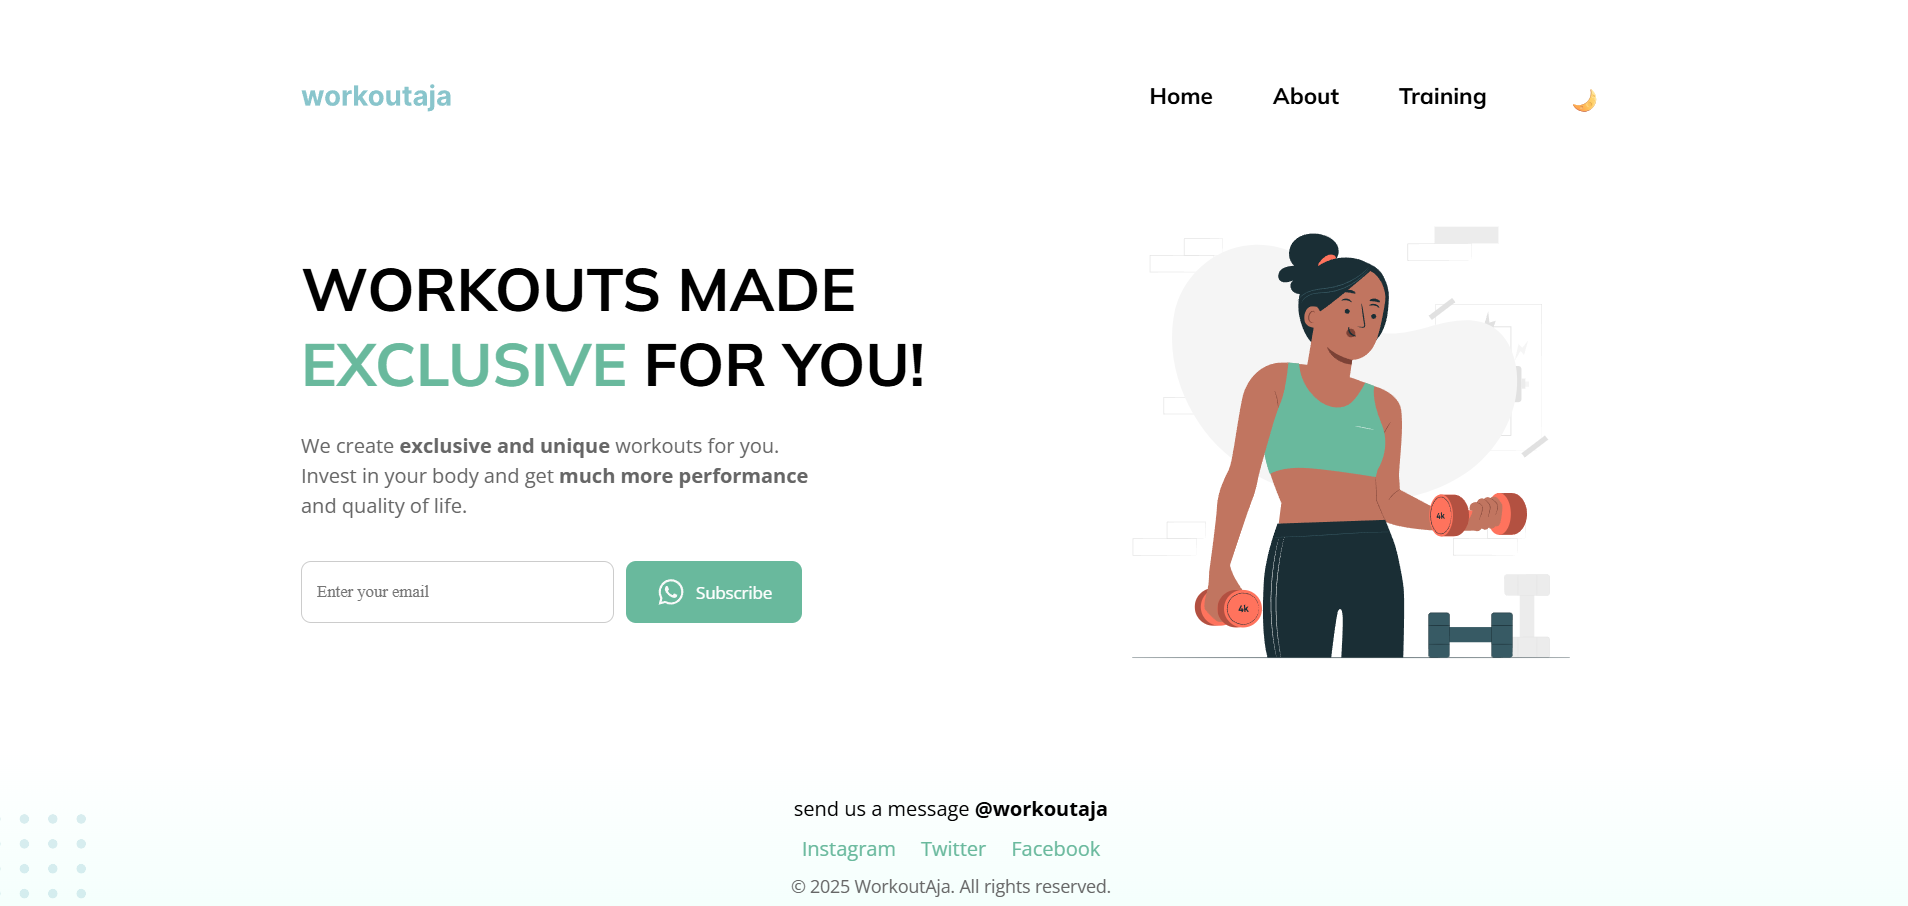 workoutaja
Home About Training
WORKOUTS MADE
EXCLUSIVE FOR YOU!
We create exclusive and unique workouts for you.
Invest in your body and get much more performance
and quality of life.
Enter your email
Subscribe
4k
4k
send us a message @workoutaja
Instagram Twitter Facebook
© 2025 WorkoutAja. All rights reserved.